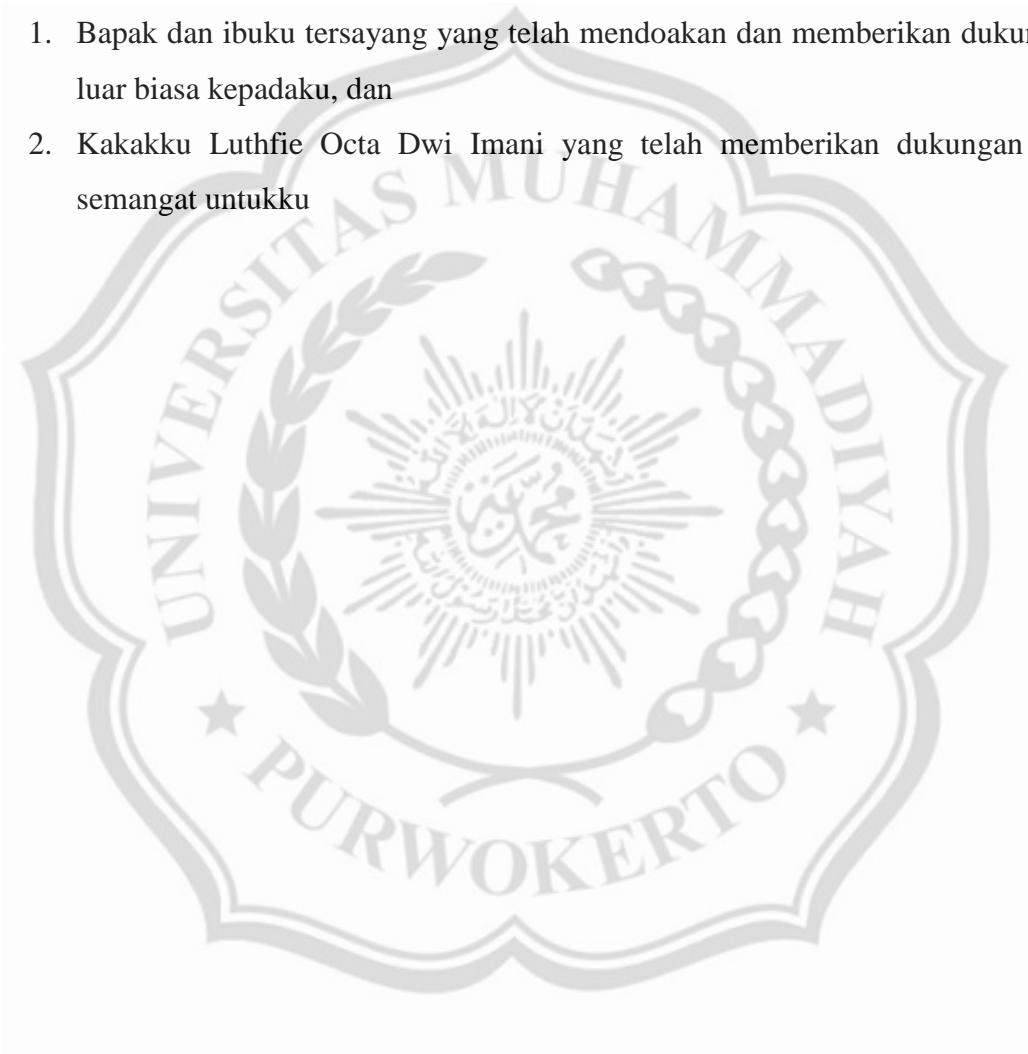 1. Bapak dan ibuku tersayang yang telah mendoakan dan memberikan
luar biasa kepadaku, dan
2. Kakakku Luthfie Octa Dwi Imani yang telah memberikan dukungan
semangat untukku
UNIVERSITAS MUHAMMADIYAH
PURWOKERTO